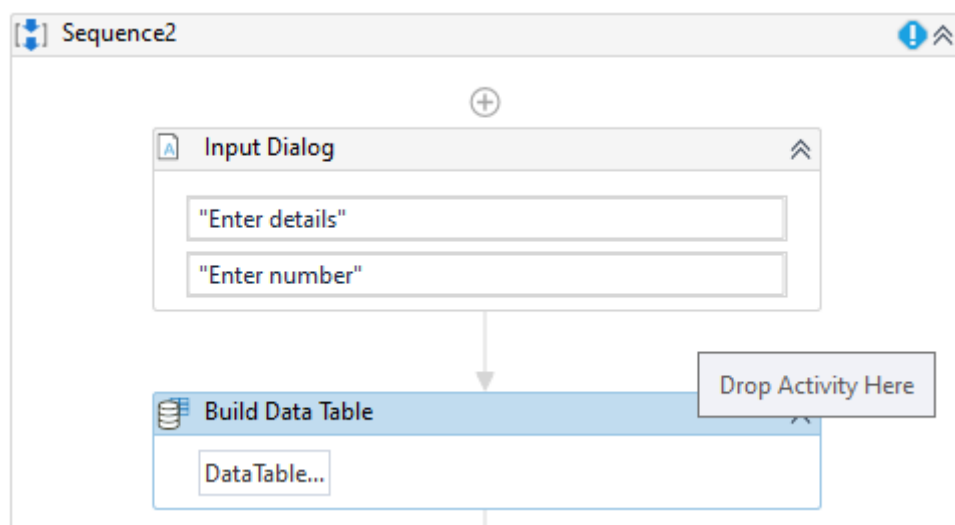 Sequence2
Input Dialog
"Enter details"
"Enter number"
Drop Activity Here
Build Data Table
DataTable...